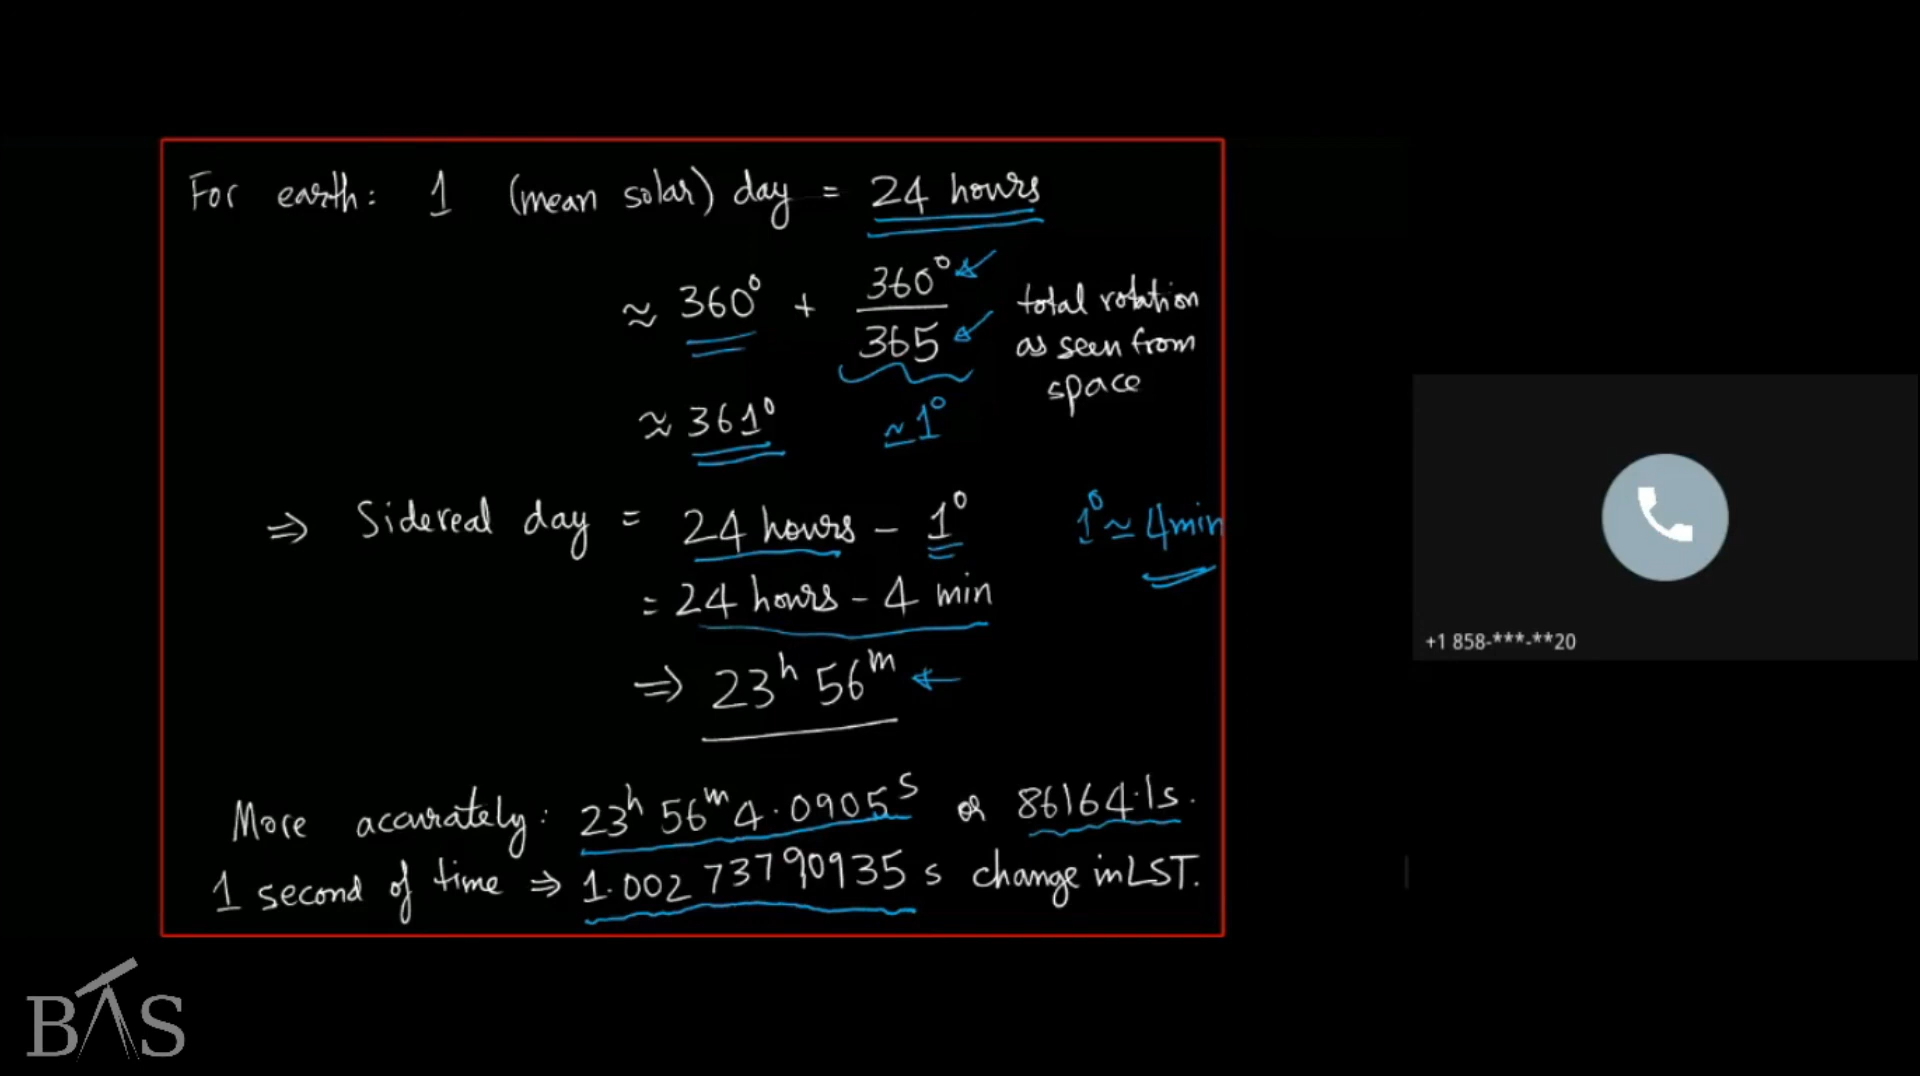 For earth: 1 (mean solar) day = 24 hours
≈ 360° + 360°/365 total rotation as seen from space
≈ 361° ~1°
⇒ Sidereal day = 24 hours - 1° 1° ≃ 4min
= 24 hours - 4 min
⇒ 23h 56m
More accurately: 23h 56m 4.0905s or 86164.1s.
1 second of time ⇒ 1.00273790935 s change in LST.
+1 858-***-**20
BAS